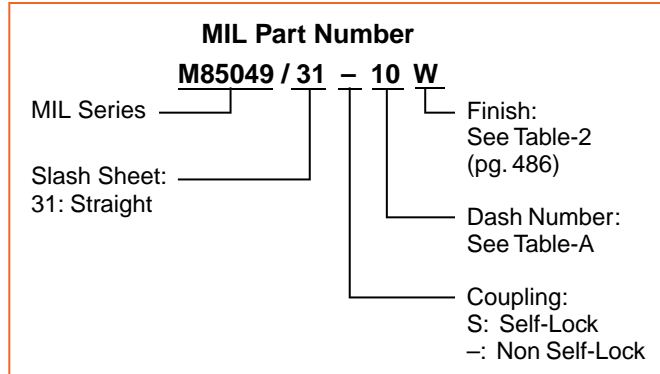 MIL Part Number
M85049 / 31 – 10 W
MIL Series
Slash Sheet:
31: Straight
Finish:
See Table-2
(pg. 486)
Dash Number:
See Table-A
Coupling:
S: Self-Lock
–: Non Self-Lock